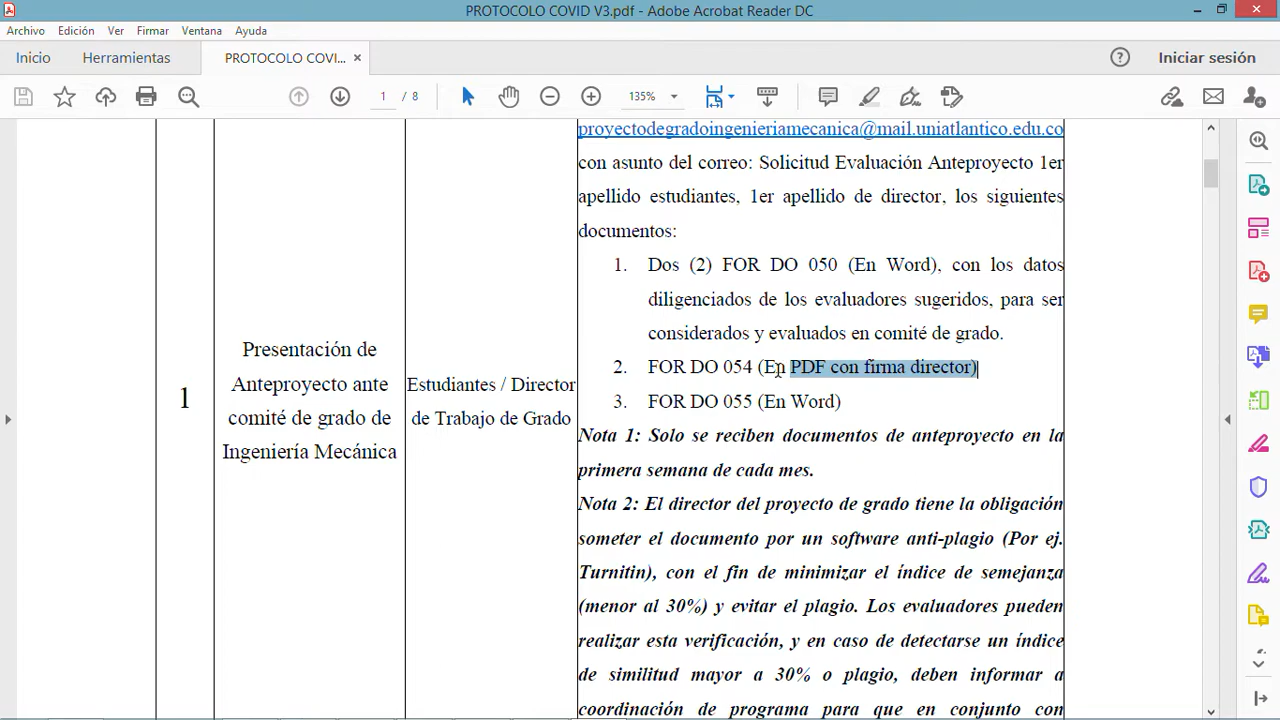 PROTOCOLO COVID V3.pdf - Adobe Acrobat Reader DC
Archivo Edición Ver Firmar Ventana Ayuda
Inicio Herramientas PROTOCOLO COVI... × Iniciar sesión
1 / 8 135%
1
Presentación de
Anteproyecto ante
comité de grado de
Ingeniería Mecánica
Estudiantes / Director
de Trabajo de Grado
proyectodegradoingenieriamecanica@mail.uniatlantico.edu.co
con asunto del correo: Solicitud Evaluación Anteproyecto 1er
apellido estudiantes, 1er apellido de director, los siguientes
documentos:
1. Dos (2) FOR DO 050 (En Word), con los datos
diligenciados de los evaluadores sugeridos, para ser
considerados y evaluados en comité de grado.
2. FOR DO 054 (En PDF con firma director)
3. FOR DO 055 (En Word)
Nota 1: Solo se reciben documentos de anteproyecto en la
primera semana de cada mes.
Nota 2: El director del proyecto de grado tiene la obligación
someter el documento por un software anti-plagio (Por ej.
Turnitin), con el fin de minimizar el índice de semejanza
(menor al 30%) y evitar el plagio. Los evaluadores pueden
realizar esta verificación, y en caso de detectarse un índice
de similitud mayor a 30% o plagio, deben informar a
coordinación de programa para que en conjunto con